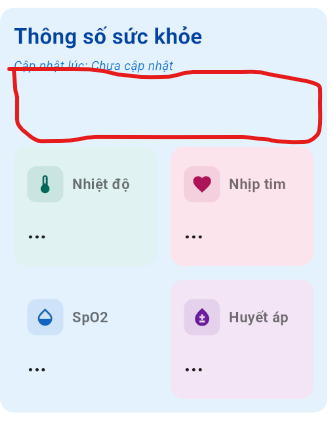 Thông số sức khỏe
Cập nhật lúc: Chưa cập nhật
Nhiệt độ
Nhịp tim
...
...
SpO2
Huyết áp
...
...